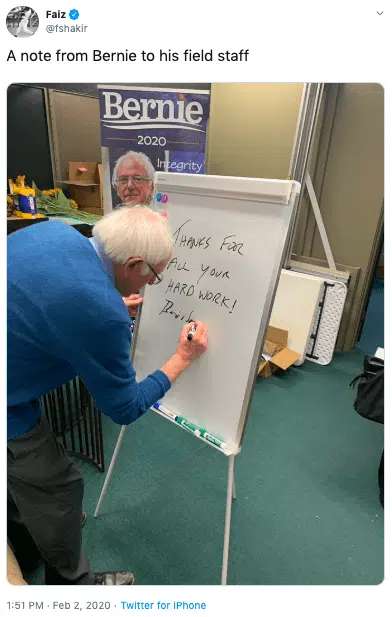 Faiz
@fshakir
A note from Bernie to his field staff
Bernie
2020
Integrity
THANKS FOR
ALL YOUR
HARD WORK!
1:51 PM · Feb 2, 2020 · Twitter for iPhone